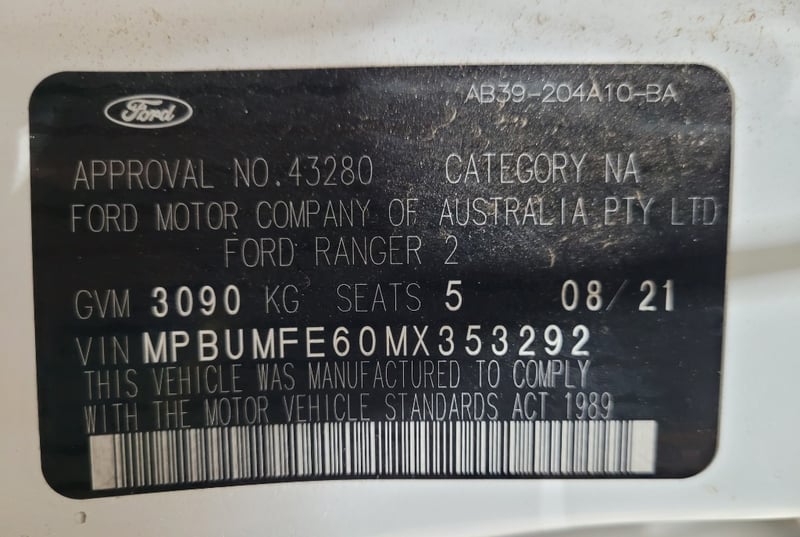 Ford
AB39-204A10-BA
APPROVAL NO.43280 CATEGORY NA
FORD MOTOR COMPANY OF AUSTRALIA PTY LTD
FORD RANGER 2
GVM 3090 KG SEATS 5 08/21
VIN MPBUMFE60MX353292
THIS VEHICLE WAS MANUFACTURED TO COMPLY
WITH THE MOTOR VEHICLE STANDARDS ACT 1989